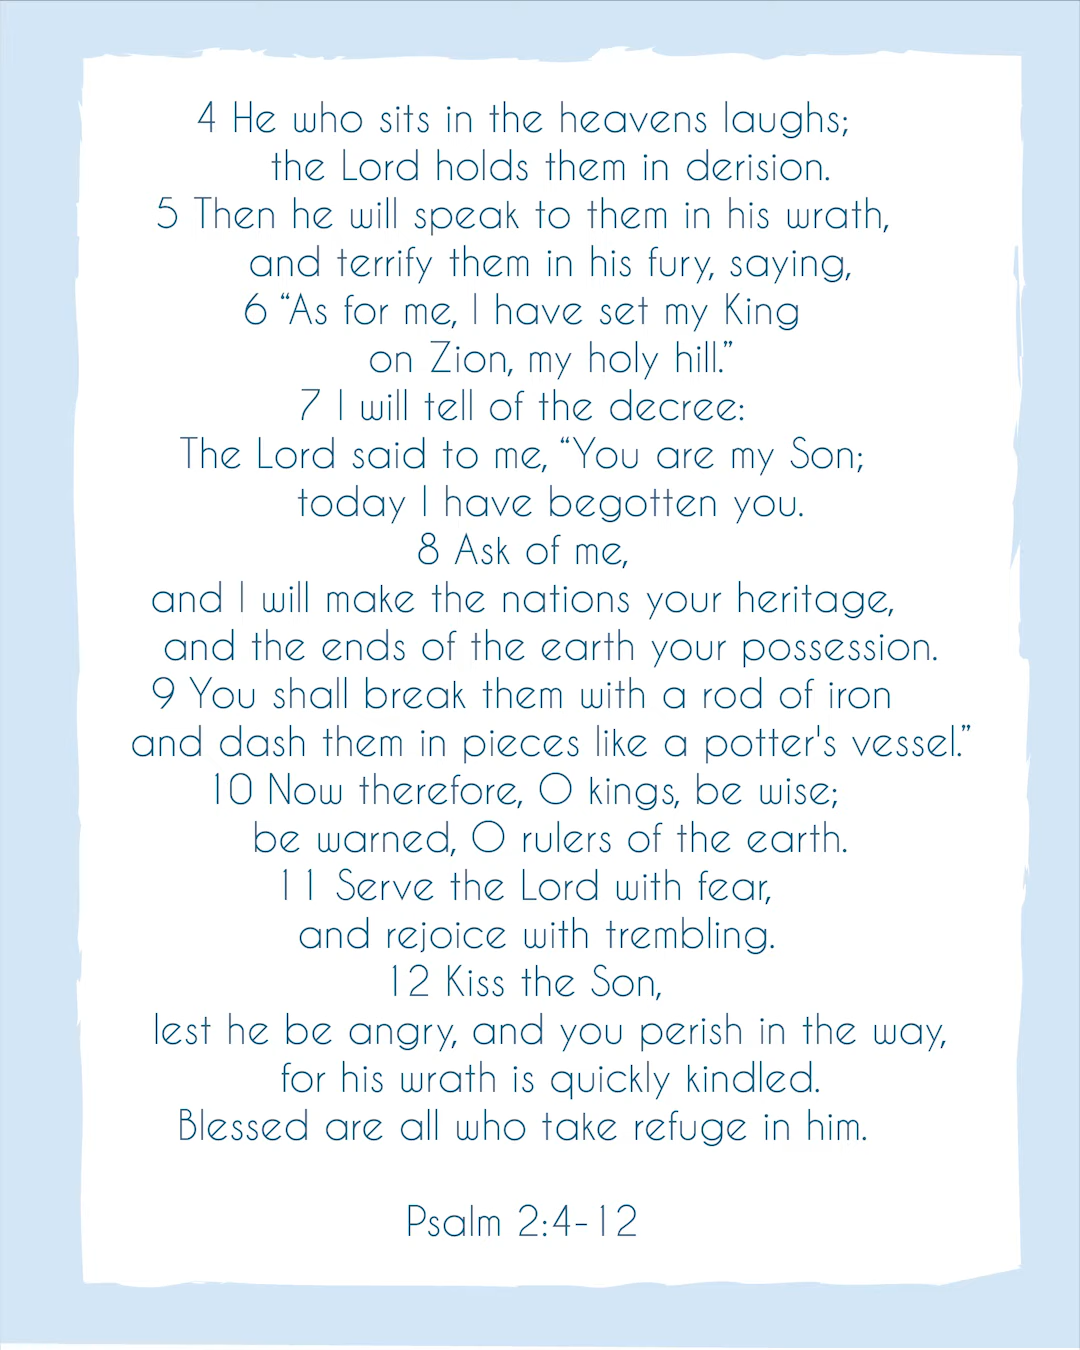 4 He who sits in the heavens laughs;
the Lord holds them in derision.
5 Then he will speak to them in his wrath,
and terrify them in his fury, saying,
6 “As for me, I have set my King
on Zion, my holy hill.”
7 I will tell of the decree:
The Lord said to me, “You are my Son;
today I have begotten you.
8 Ask of me,
and I will make the nations your heritage,
and the ends of the earth your possession.
9 You shall break them with a rod of iron
and dash them in pieces like a potter's vessel.”
10 Now therefore, O kings, be wise;
be warned, O rulers of the earth.
11 Serve the Lord with fear,
and rejoice with trembling.
12 Kiss the Son,
lest he be angry, and you perish in the way,
for his wrath is quickly kindled.
Blessed are all who take refuge in him.
Psalm 2:4-12